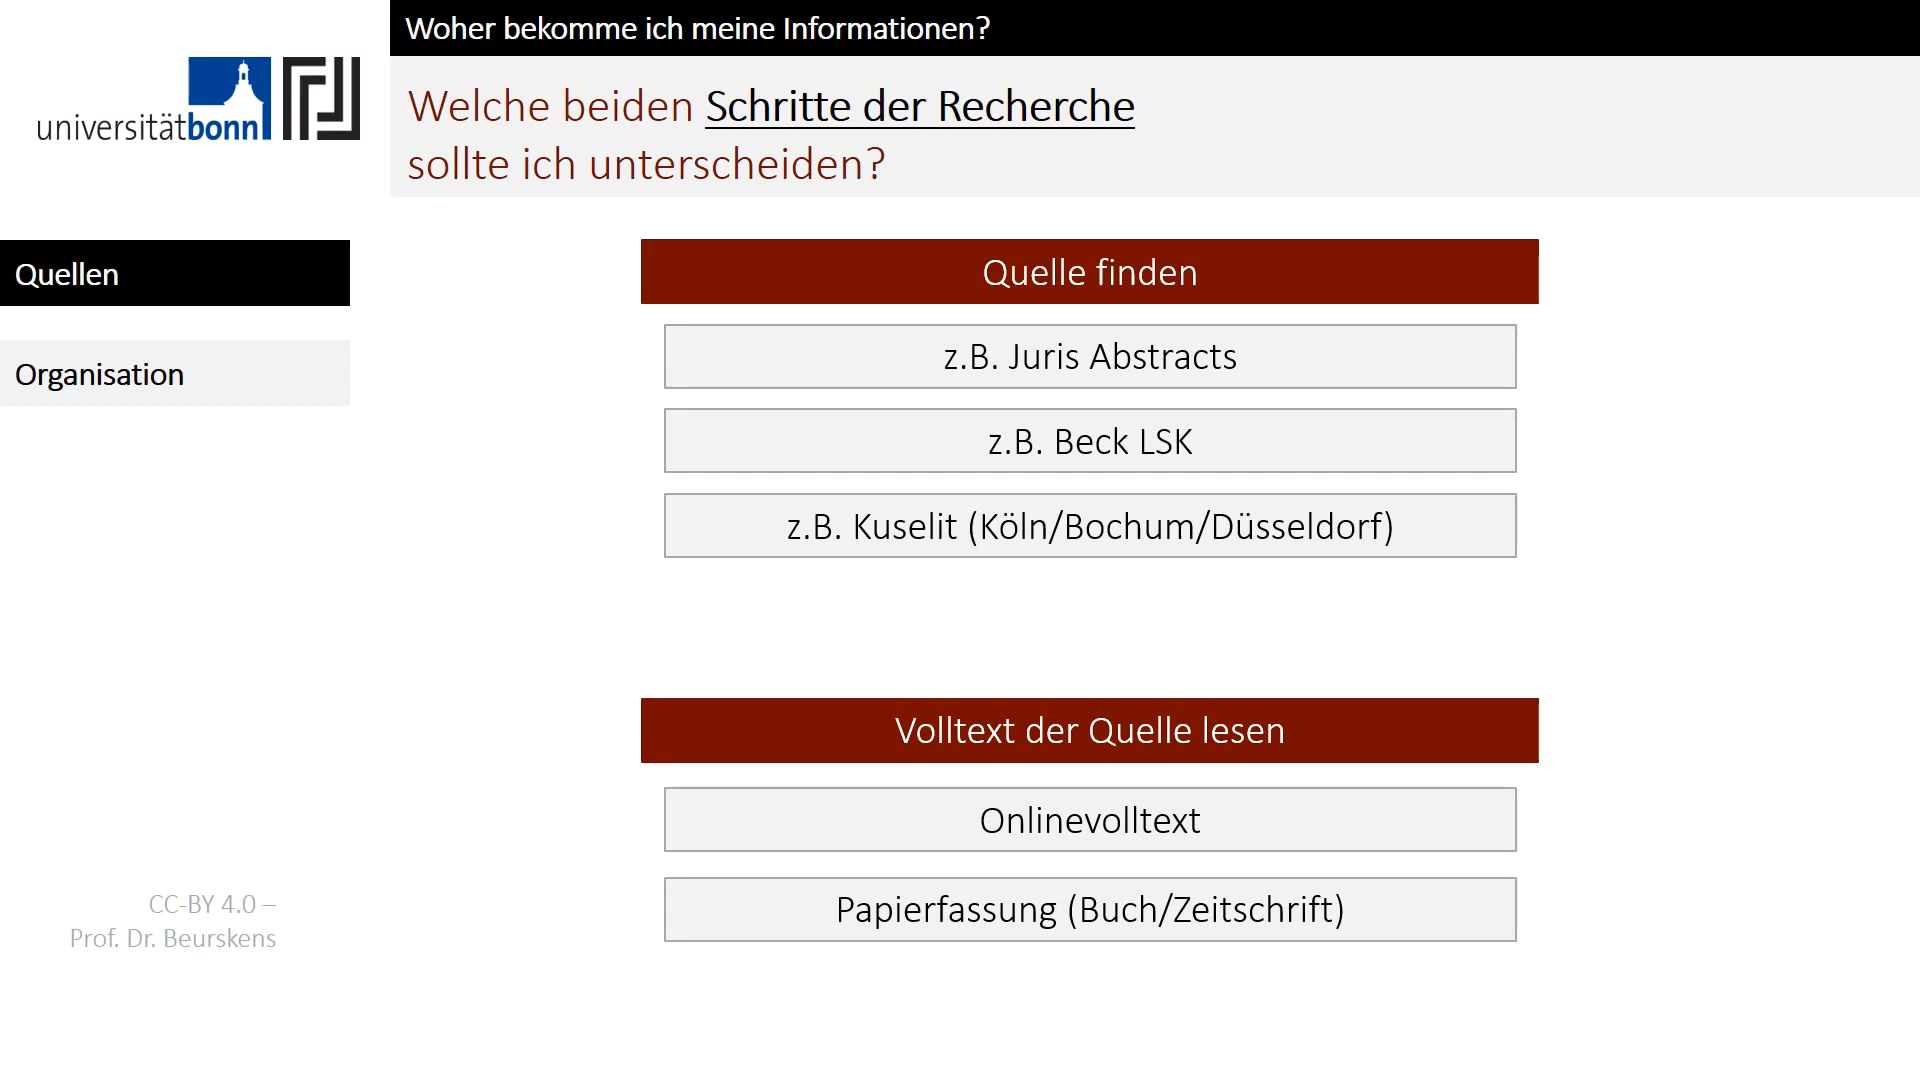 Woher bekomme ich meine Informationen?
universitätbonn
Welche beiden Schritte der Recherche
sollte ich unterscheiden?
Quellen
Organisation
Quelle finden
z.B. Juris Abstracts
z.B. Beck LSK
z.B. Kuselit (Köln/Bochum/Düsseldorf)
Volltext der Quelle lesen
Onlinevolltext
Papierfassung (Buch/Zeitschrift)
CC-BY 4.0 –
Prof. Dr. Beurskens